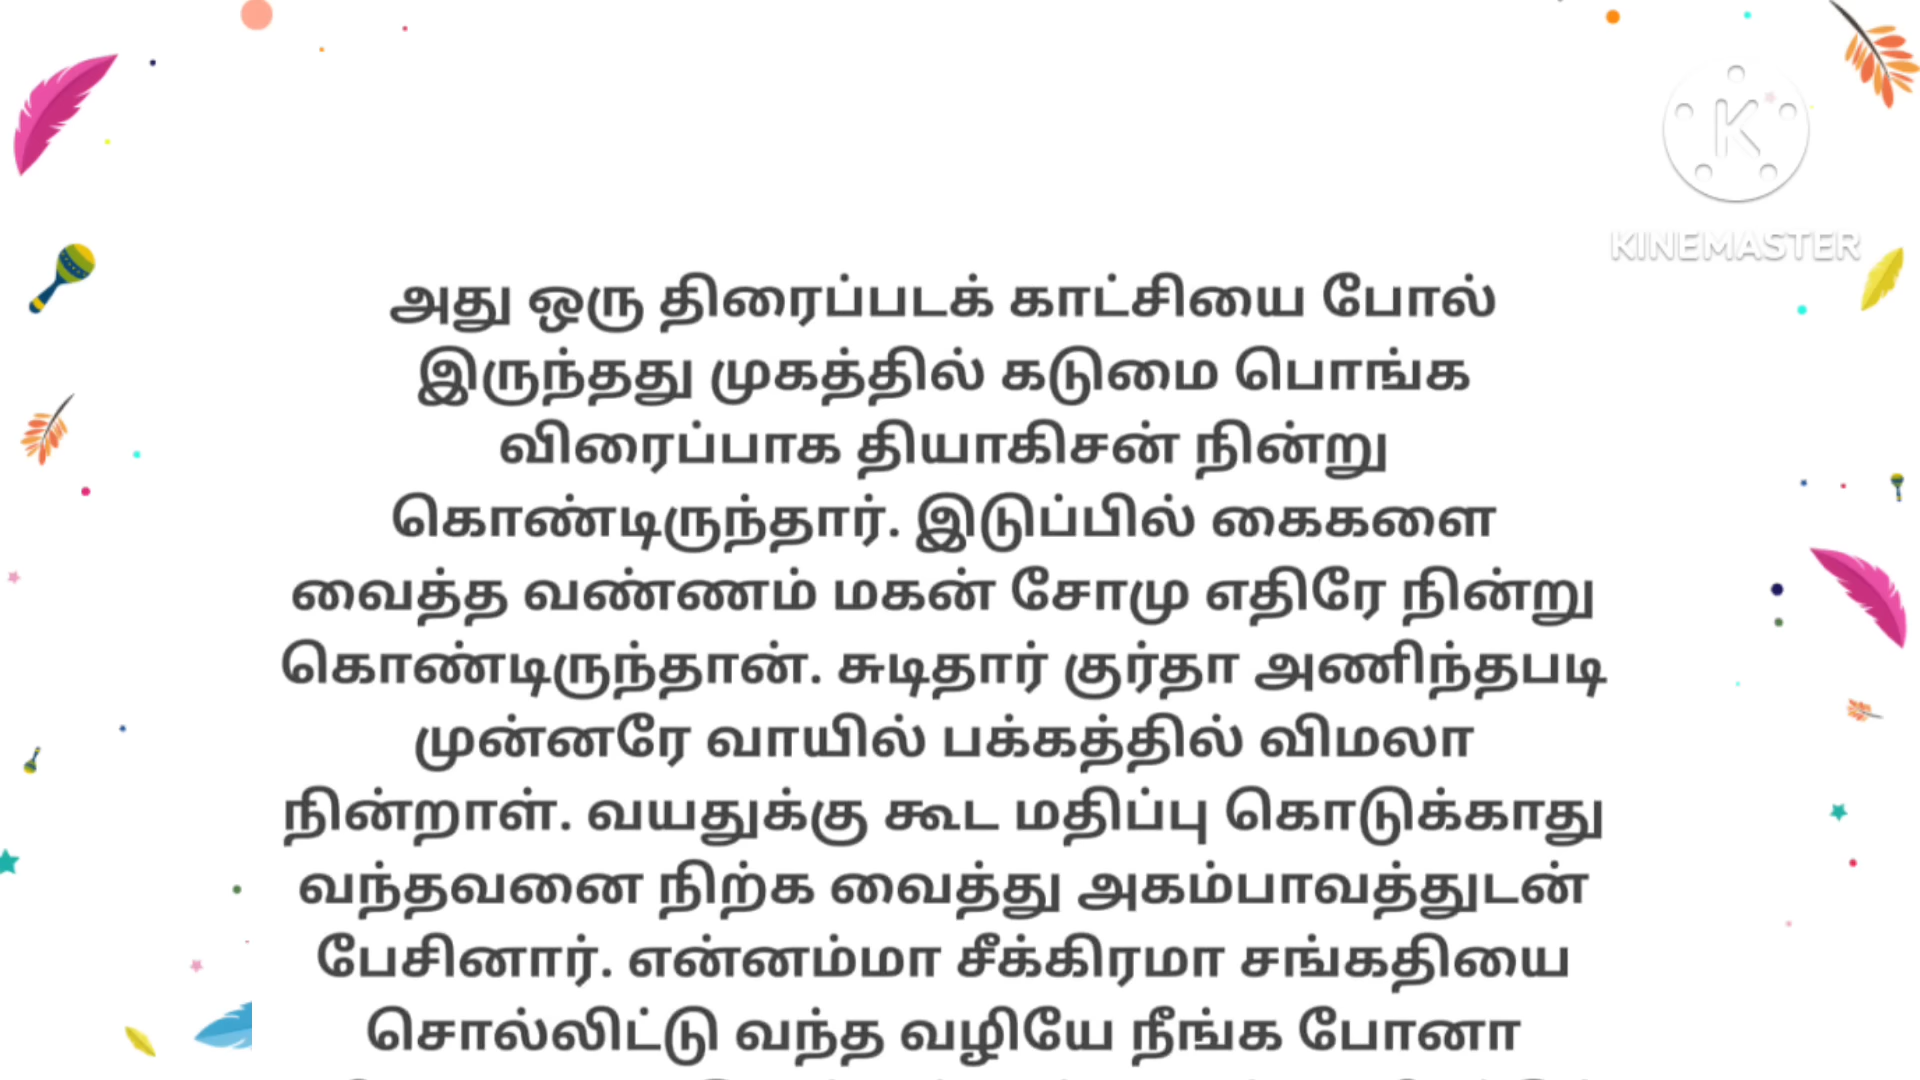 KINEMASTER
அது ஒரு திரைப்படக் காட்சியை போல்
இருந்தது முகத்தில் கடுமை பொங்க
விரைப்பாக தியாகிசன் நின்று
கொண்டிருந்தார். இடுப்பில் கைகளை
வைத்த வண்ணம் மகன் சோமு எதிரே நின்று
கொண்டிருந்தான். சுடிதார் குர்தா அணிந்தபடி
முன்னரே வாயில் பக்கத்தில் விமலா
நின்றாள். வயதுக்கு கூட மதிப்பு கொடுக்காது
வந்தவனை நிற்க வைத்து அகம்பாவத்துடன்
பேசினார். என்னம்மா சீக்கிரமா சங்கதியை
சொல்லிட்டு வந்த வழியே நீங்க போனா